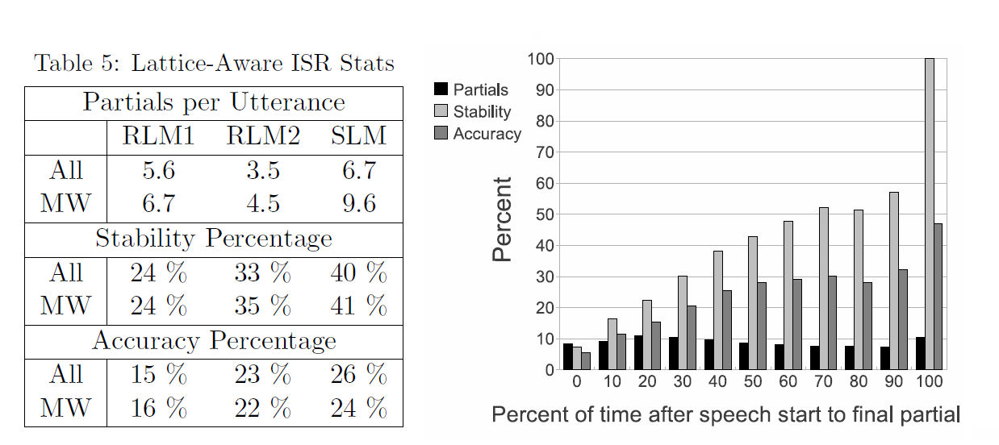 Table 5: Lattice-Aware ISR Stats
Partials per Utterance
RLM1 RLM2 SLM
All 5.6 3.5 6.7
MW 6.7 4.5 9.6
Stability Percentage
All 24 % 33 % 40 %
MW 24 % 35 % 41 %
Accuracy Percentage
All 15 % 23 % 26 %
MW 16 % 22 % 24 %
Partials
Stability
Accuracy
Percent
100
90
80
70
60
50
40
30
20
10
0
0 10 20 30 40 50 60 70 80 90 100
Percent of time after speech start to final partial